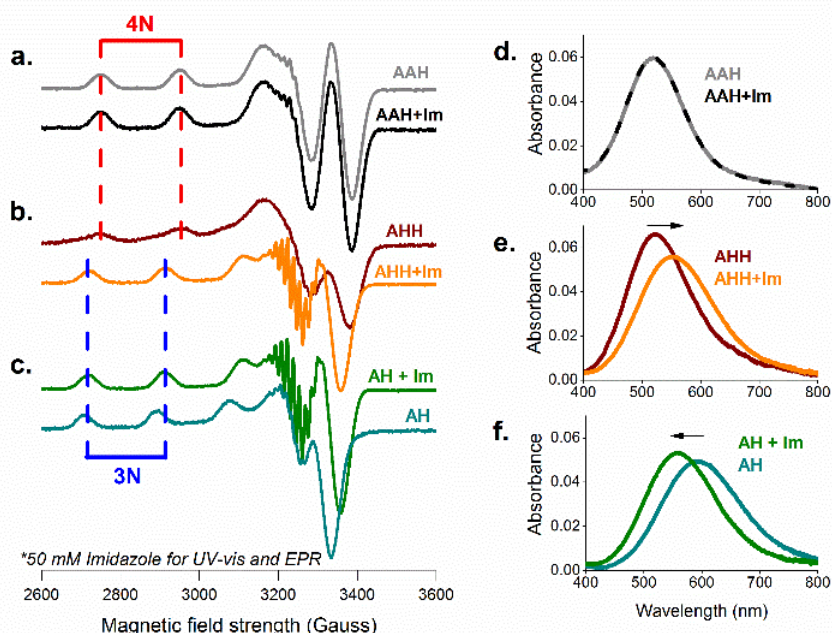 4N
a.
AAH
AAH+Im
b.
AHH
AHH+Im
c.
AH + Im
AH
3N
*50 mM Imidazole for UV-vis and EPR
2600 2800 3000 3200 3400 3600
Magnetic field strength (Gauss)
d.
Absorbance
0.06
0.04
0.02
0.00
AAH
AAH+Im
400 500 600 700 800
e.
Absorbance
0.06
0.04
0.02
0.00
AHH
AHH+Im
400 500 600 700 800
f.
Absorbance
0.06
0.04
0.02
0.00
AH + Im
AH
400 500 600 700 800
Wavelength (nm)